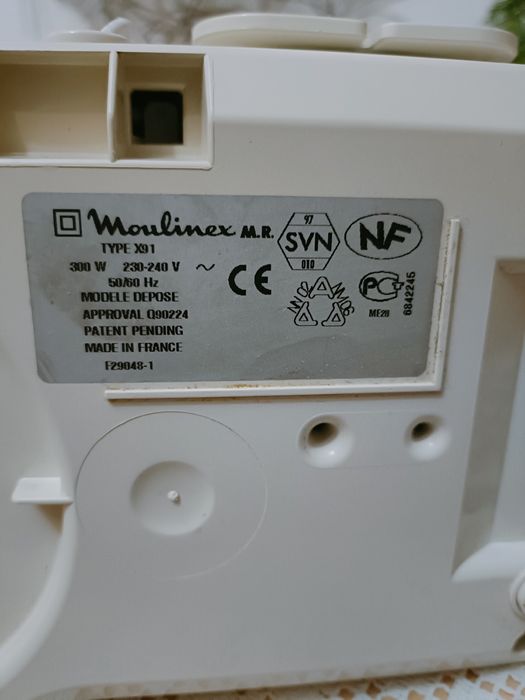 Moulinex M.R.
TYPE X91
300 W 230-240 V ~
50/60 Hz
MODELE DEPOSE
APPROVAL Q90224
PATENT PENDING
MADE IN FRANCE
F29048-1
CE
97
SVN
010
NF
PC
ME28
6842245